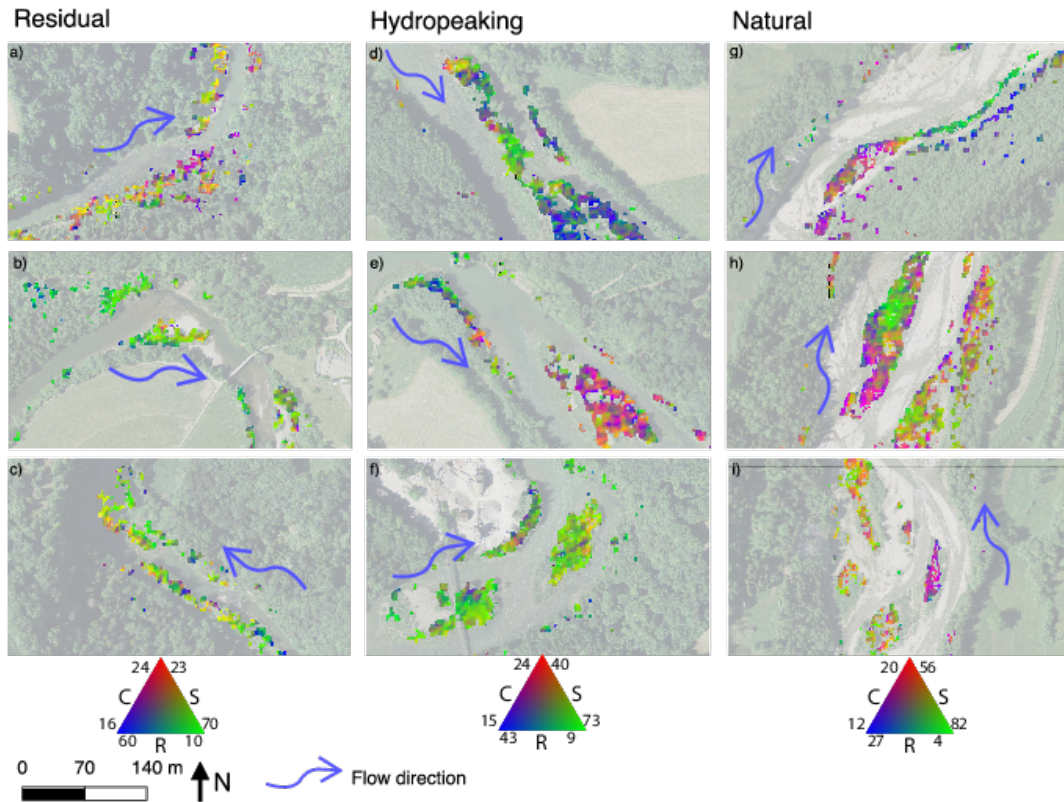 Residual Hydropeaking Natural
a) d) g)
b) e) h)
c) f) i)
24 23 24 40 20 56
C S C S C S
16 70 15 73 12 82
60 R 10 43 R 9 27 R 4
0 70 140 m N Flow direction